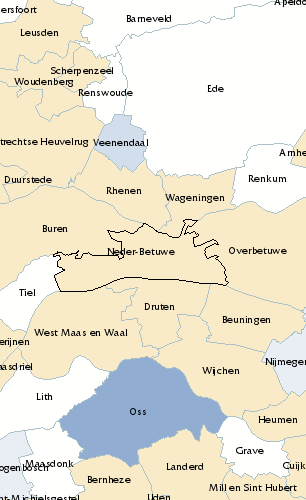 ersfoort
Barneveld
Apeldo
Leusden
Scherpenzeel
Woudenberg
Renswoude
Ede
trechtse Heuvelrug
Veenendaal
Arnhe
Duurstede
Rhenen
Renkum
Wageningen
Buren
Neder-Betuwe
Overbetuwe
Tiel
Druten
Beuningen
West Maas en Waal
erijnen
Nijmege
asdriel
Wijchen
Lith
Oss
Heumen
Grave
ogenbosch
Maasdonk
Landerd
Cuijk
Bernheze
Mill en Sint Hubert
nt-Michielsgestel
Uden